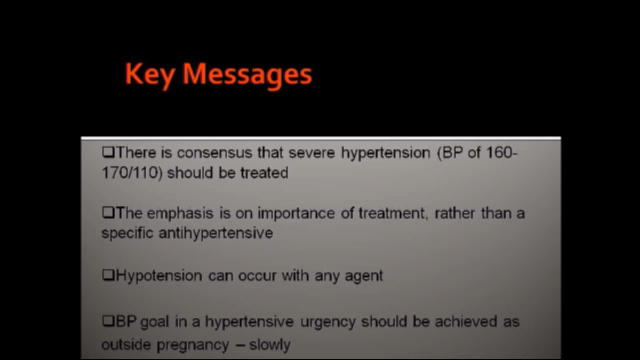 Key Messages
❑There is consensus that severe hypertension (BP of 160-
170/110) should be treated
❑The emphasis is on importance of treatment, rather than a
specific antihypertensive
❑Hypotension can occur with any agent
❑BP goal in a hypertensive urgency should be achieved as
outside pregnancy – slowly